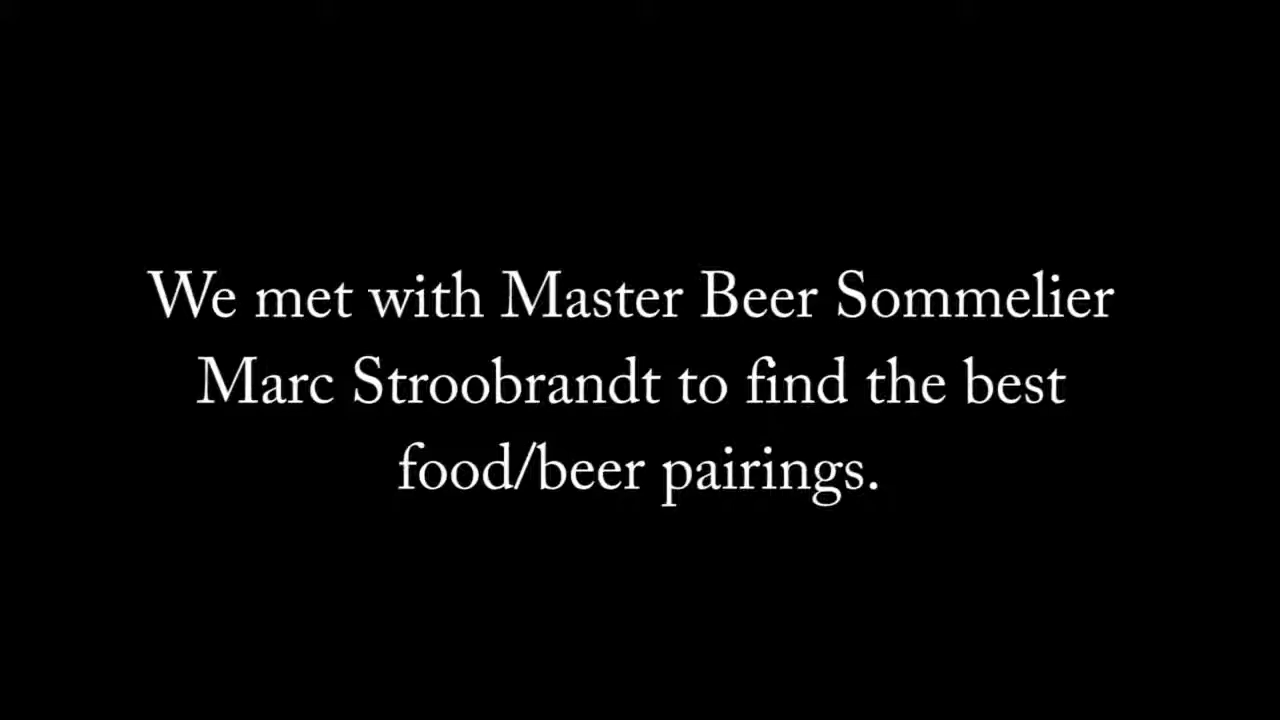 We met with Master Beer Sommelier
Marc Stroobrandt to find the best
food/beer pairings.